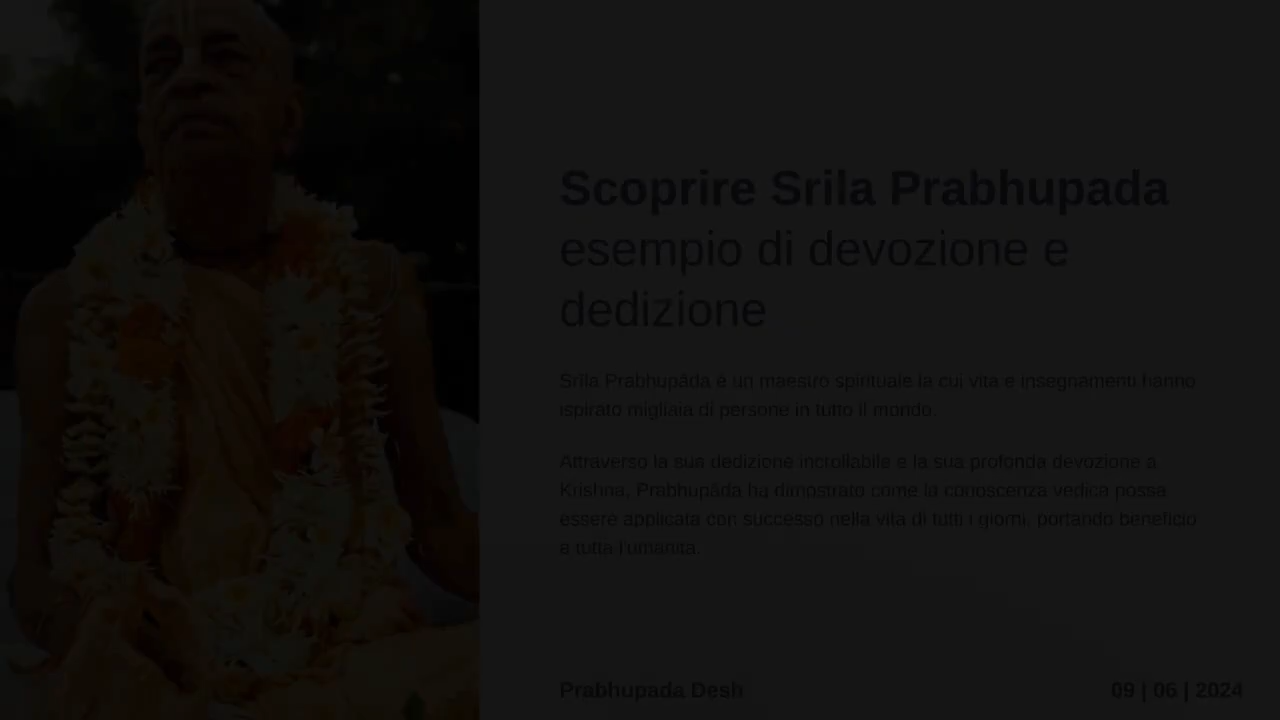 Scoprire Srila Prabhupada
esempio di devozione e
dedizione
Srīla Prabhupāda è un maestro spirituale la cui vita e insegnamenti hanno
ispirato migliaia di persone in tutto il mondo.
Attraverso la sua dedizione incrollabile e la sua profonda devozione a
Krishna, Prabhupāda ha dimostrato come la conoscenza vedica possa
essere applicata con successo nella vita di tutti i giorni, portando beneficio
a tutta l'umanità.
Prabhupada Desh
09 | 06 | 2024